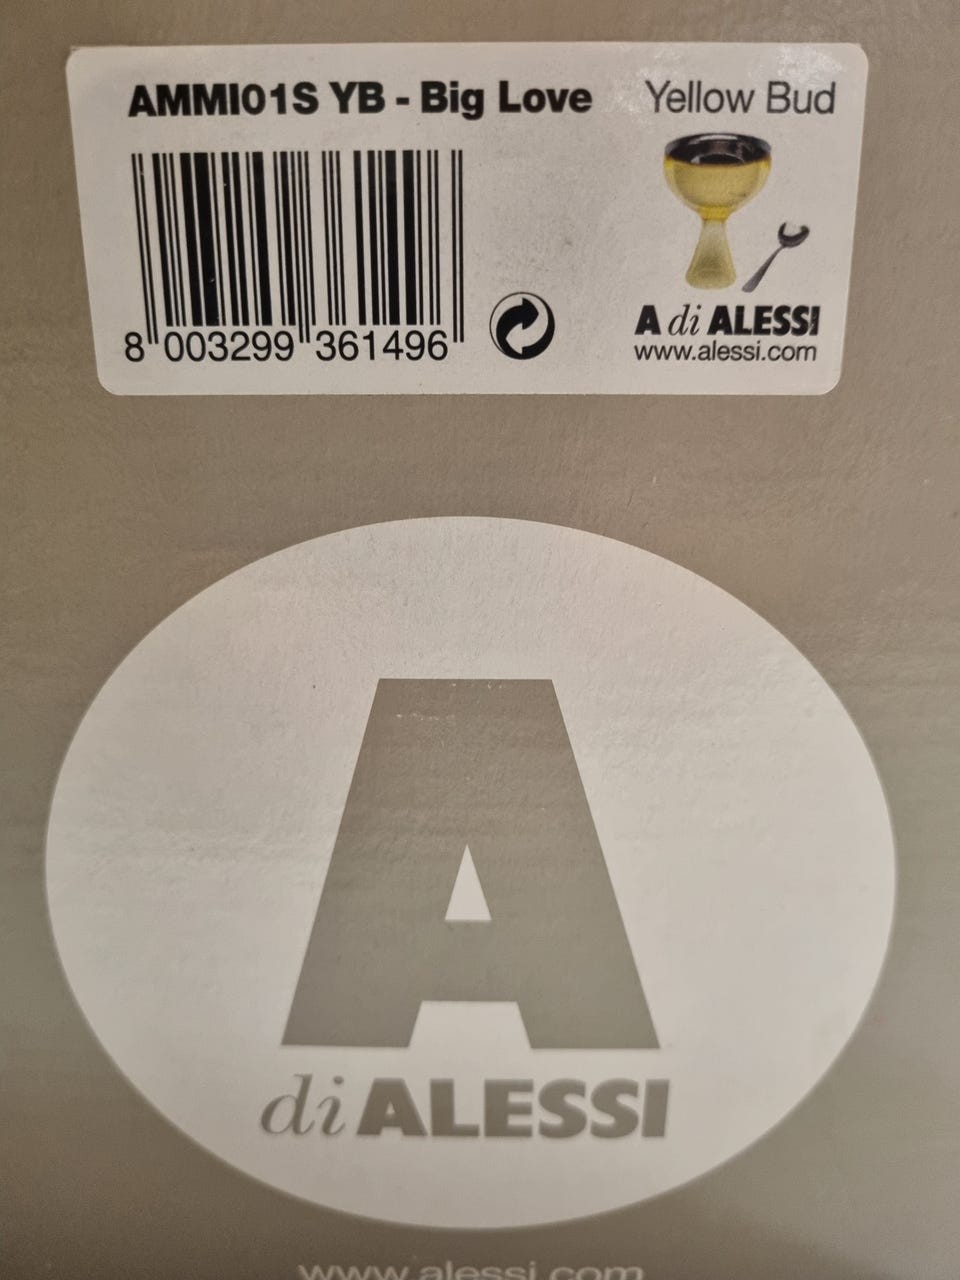 AMMI01S YB - Big Love Yellow Bud
8 003299 361496
A di ALESSI
www.alessi.com
A
di ALESSI
www.alessi.com